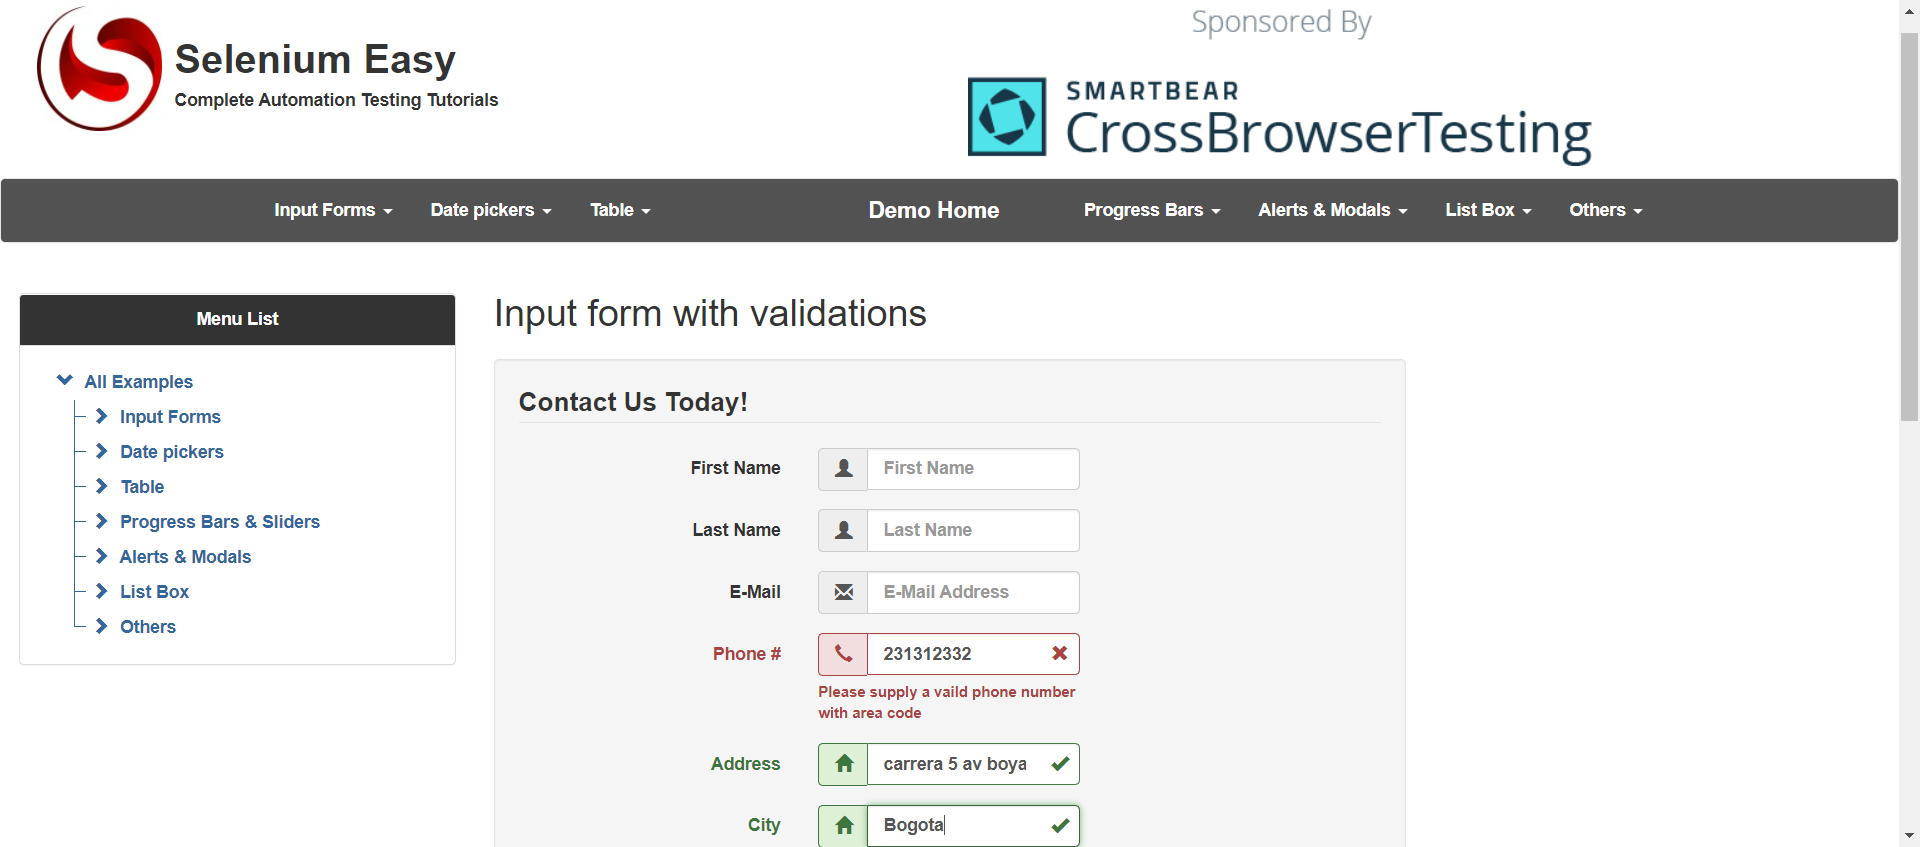 Selenium Easy
Complete Automation Testing Tutorials
Sponsored By
SMARTBEAR
CrossBrowserTesting
Input Forms Date pickers Table Demo Home Progress Bars Alerts & Modals List Box Others
Menu List
All Examples
Input Forms
Date pickers
Table
Progress Bars & Sliders
Alerts & Modals
List Box
Others
Input form with validations
Contact Us Today!
First Name First Name
Last Name Last Name
E-Mail E-Mail Address
Phone # 231312332
Please supply a vaild phone number
with area code
Address carrera 5 av boya
City Bogota